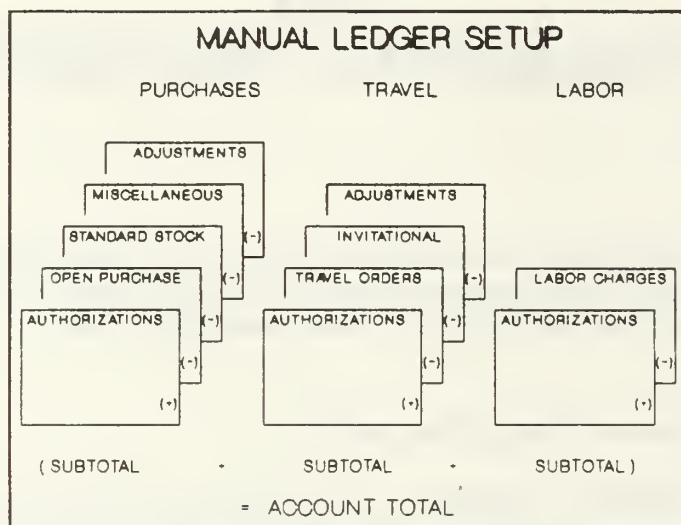 MANUAL LEDGER SETUP
PURCHASES TRAVEL LABOR
ADJUSTMENTS
MISCELLANEOUS ADJUSTMENTS
STANDARD STOCK (-) INVITATIONAL
OPEN PURCHASE (-) TRAVEL ORDERS (-) LABOR CHARGES
AUTHORIZATIONS (-) AUTHORIZATIONS (-) AUTHORIZATIONS
(-) (-) (-)
(+) (+) (+)
( SUBTOTAL + SUBTOTAL + SUBTOTAL )
= ACCOUNT TOTAL